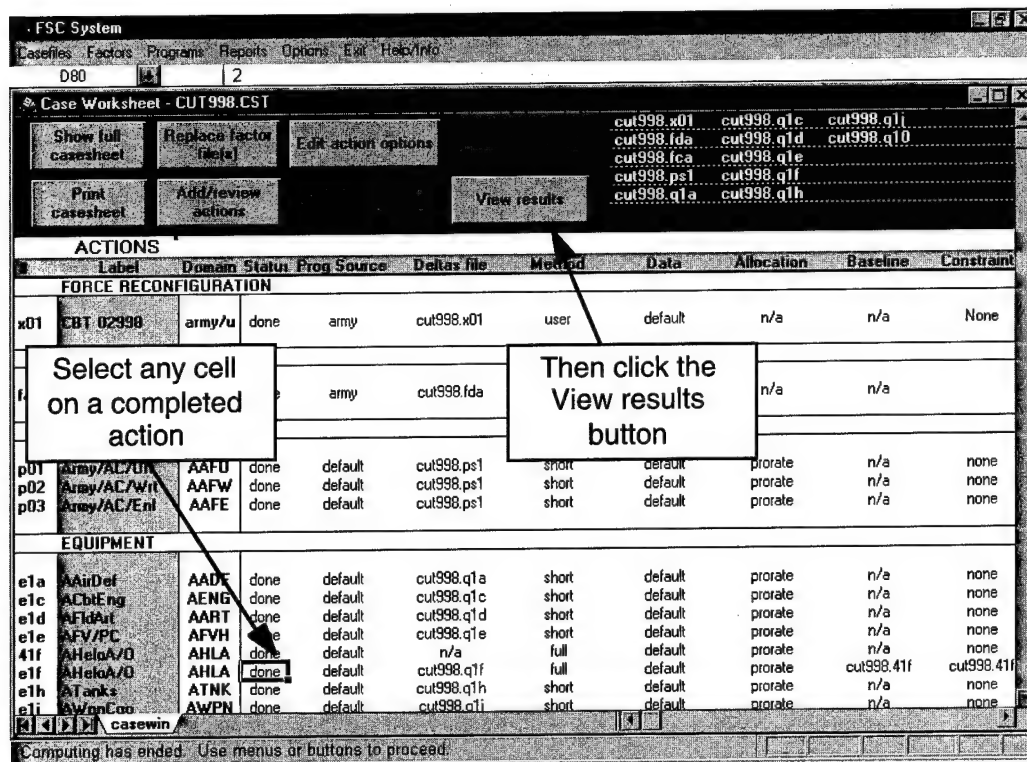 FSC System
Casefiles Factors Programs Reports Options Exit Help/Info
D80 2
Case Worksheet - CUT998.CST
Show full casesheet
Replace factor file(s)
Edit action options
Print casesheet
Add/review actions
View results
cut998.x01 cut998.q1c cut998.q1j
cut998.fda cut998.q1d cut998.q10
cut998.fca cut998.q1e
cut998.ps1 cut998.q1f
cut998.q1a cut998.q1h
ACTIONS
Label Domain Status Prog Source Deltas file Method Data Allocation Baseline Constraint
FORCE RECONFIGURATION
x01 CBT 02998 army/u done army cut998.x01 user default n/a n/a None
Select any cell
on a completed
action
Then click the
View results
button
army cut998.fda n/a n/a
p01 Army/AC/Off AAFO done default cut998.ps1 short default prorate n/a none
p02 Army/AC/Wrt AAFW done default cut998.ps1 short default prorate n/a none
p03 Army/AC/Enl AAFE done default cut998.ps1 short default prorate n/a none
EQUIPMENT
e1a AAirDef AADF done default cut998.q1a short default prorate n/a none
e1c ACbtEng AENG done default cut998.q1c short default prorate n/a none
e1d AFldArt AART done default cut998.q1d short default prorate n/a none
e1e AFV/PC AFVH done default cut998.q1e short default prorate n/a none
41f AHeloA/O AHLA done default n/a full default prorate n/a none
e1f AHeloA/O AHLA done default cut998.q1f full default prorate cut998.41f cut998.41f
e1h ATanks ATNK done default cut998.q1h short default prorate n/a none
e1j AWpnCoo AWPN done default cut998.q1j short default prorate n/a none
casewin
Computing has ended. Use menus or buttons to proceed.